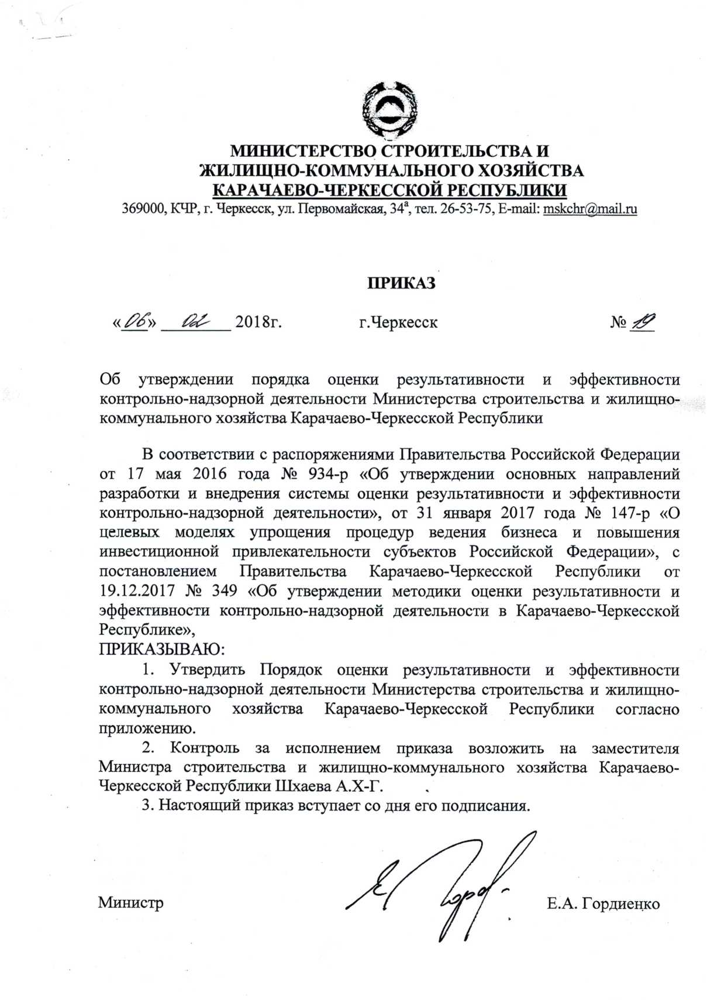 МИНИСТЕРСТВО СТРОИТЕЛЬСТВА И
ЖИЛИЩНО-КОММУНАЛЬНОГО ХОЗЯЙСТВА
КАРАЧАЕВО-ЧЕРКЕССКОЙ РЕСПУБЛИКИ
369000, КЧР, г. Черкесск, ул. Первомайская, 34ª, тел. 26-53-75, E-mail: mskchr@mail.ru
ПРИКАЗ
«06» 02 2018г. г.Черкесск № 19
Об утверждении порядка оценки результативности и эффективности
контрольно-надзорной деятельности Министерства строительства и жилищно-
коммунального хозяйства Карачаево-Черкесской Республики
В соответствии с распоряжениями Правительства Российской Федерации
от 17 мая 2016 года № 934-р «Об утверждении основных направлений
разработки и внедрения системы оценки результативности и эффективности
контрольно-надзорной деятельности», от 31 января 2017 года № 147-р «О
целевых моделях упрощения процедур ведения бизнеса и повышения
инвестиционной привлекательности субъектов Российской Федерации», с
постановлением Правительства Карачаево-Черкесской Республики от
19.12.2017 № 349 «Об утверждении методики оценки результативности и
эффективности контрольно-надзорной деятельности в Карачаево-Черкесской
Республике»,
ПРИКАЗЫВАЮ:
1. Утвердить Порядок оценки результативности и эффективности
контрольно-надзорной деятельности Министерства строительства и жилищно-
коммунального хозяйства Карачаево-Черкесской Республики согласно
приложению.
2. Контроль за исполнением приказа возложить на заместителя
Министра строительства и жилищно-коммунального хозяйства Карачаево-
Черкесской Республики Шхаева А.Х-Г.
3. Настоящий приказ вступает со дня его подписания.
Министр Е.А. Гордиенко